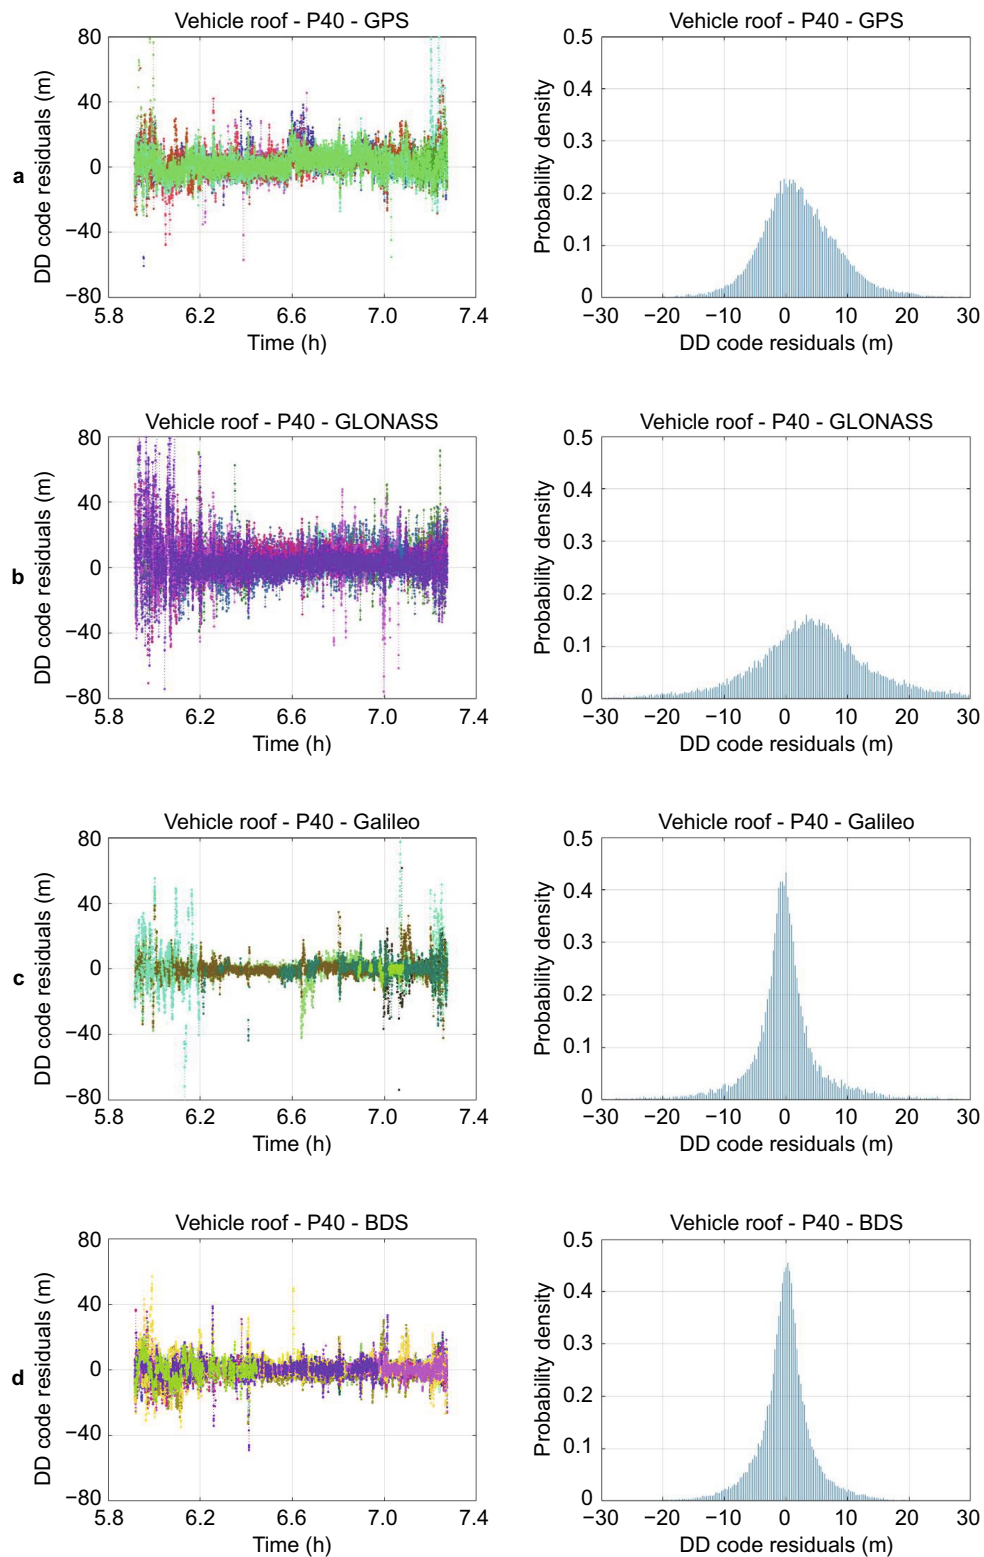 Vehicle roof - P40 - GPS
80
40
0
−40
−80
5.8 6.2 6.6 7.0 7.4
Time (h)
DD code residuals (m)
a
Vehicle roof - P40 - GPS
0.5
0.4
0.3
0.2
0.1
0
−30 −20 −10 0 10 20 30
DD code residuals (m)
Probability density
Vehicle roof - P40 - GLONASS
80
40
0
−40
−80
5.8 6.2 6.6 7.0 7.4
Time (h)
DD code residuals (m)
b
Vehicle roof - P40 - GLONASS
0.5
0.4
0.3
0.2
0.1
0
−30 −20 −10 0 10 20 30
DD code residuals (m)
Probability density
Vehicle roof - P40 - Galileo
80
40
0
−40
−80
5.8 6.2 6.6 7.0 7.4
Time (h)
DD code residuals (m)
c
Vehicle roof - P40 - Galileo
0.5
0.4
0.3
0.2
0.1
0
−30 −20 −10 0 10 20 30
DD code residuals (m)
Probability density
Vehicle roof - P40 - BDS
80
40
0
−40
−80
5.8 6.2 6.6 7.0 7.4
Time (h)
DD code residuals (m)
d
Vehicle roof - P40 - BDS
0.5
0.4
0.3
0.2
0.1
0
−30 −20 −10 0 10 20 30
DD code residuals (m)
Probability density